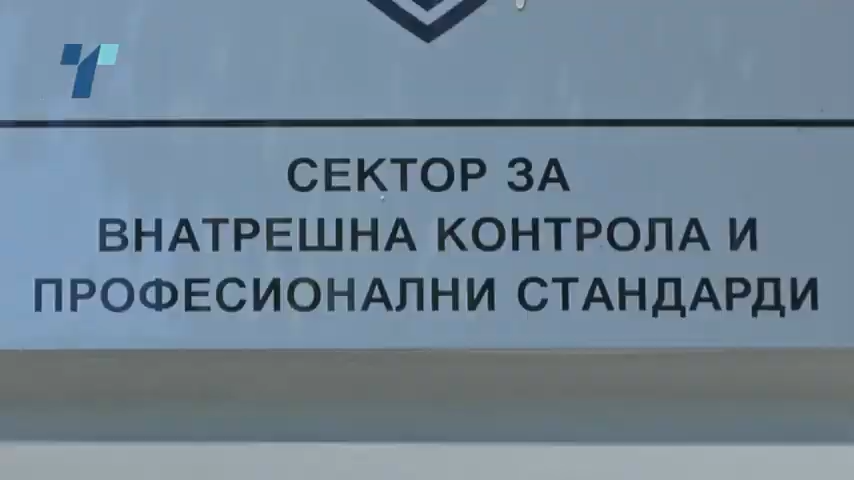 СЕКТОР ЗА
ВНАТРЕШНА КОНТРОЛА И
ПРОФЕСИОНАЛНИ СТАНДАРДИ